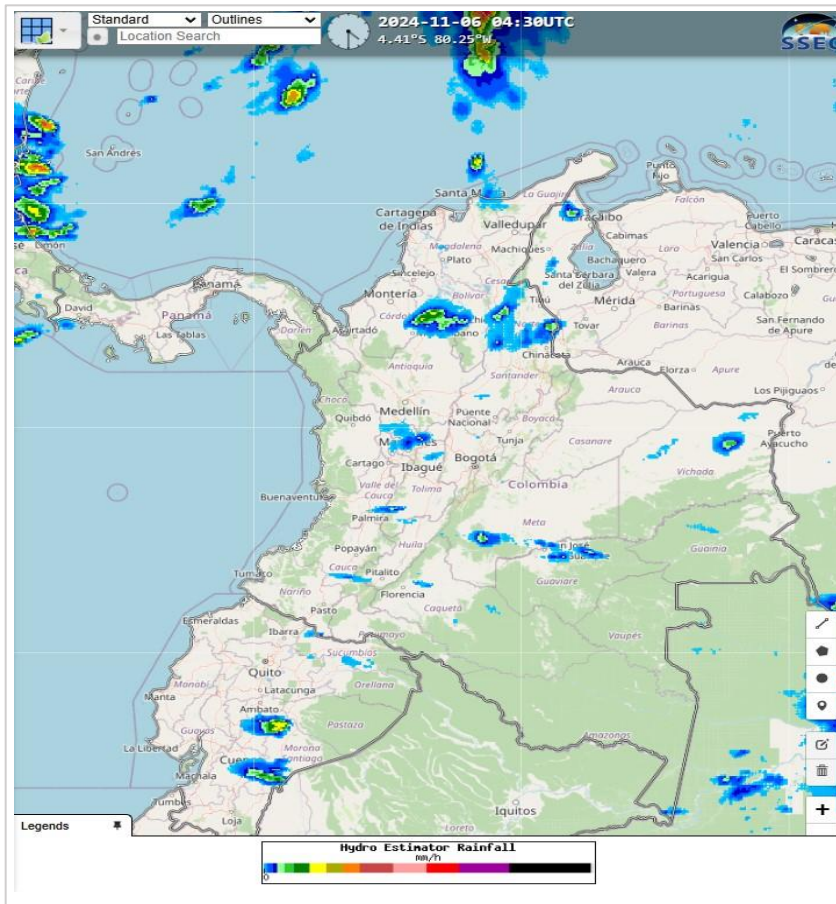 Standard
Outlines
Location Search
2024-11-06 04:30UTC
4.41°S 80.25°W
SSEC
San Andrés
Punto
Fijo
La Guajira
Santa M
Cartagena
de Indias
Falcón
Puerto
Cabello
Caracas
Valledupar
Cabimas
Valencia
Limón
Magdalena
Plato
Machiques
Zulia
Bachaquero
Lara
San Carlos
El Sombrero
Sincelejo
Santa Bárbara
del Zulia
Valera
Acarigua
Panamá
Montería
Bolívar
Cesar
Tibú
Mérida
Portuguesa
Calabozo
David
Panamá
Barinas
Las Tablas
Darién
Córdoba
Barinas
San Fernando
de Apure
Apartadó
Tovar
Chinácota
Antioquia
Arauca
Elorza
Apure
Santander
Arauca
Los Pijiguaos
Chocó
Medellín
Quibdó
Puente
Nacional
Boyacá
Tunja
Casanare
Puerto
Ayacucho
Cartago
Ibagué
Bogotá
Vichada
Valle del
Cauca
Tolima
Colombia
Buenaventura
Palmira
Meta
Popayán
Huila
San José
Guainía
Guaviare
Tumaco
Cauca
Pitalito
Florencia
Nariño
Pasto
Caquetá
Vaupés
Esmeraldas
Ibarra
Putumayo
Sucumbíos
Quito
Orellana
Manabí
Latacunga
Manta
Ambato
Guayas
Pastaza
Amazonas
La Libertad
Morona
Santiago
Machala
Tumbes
Loja
Iquitos
Loreto
Legends
Hydro Estimator Rainfall
mm/h
0